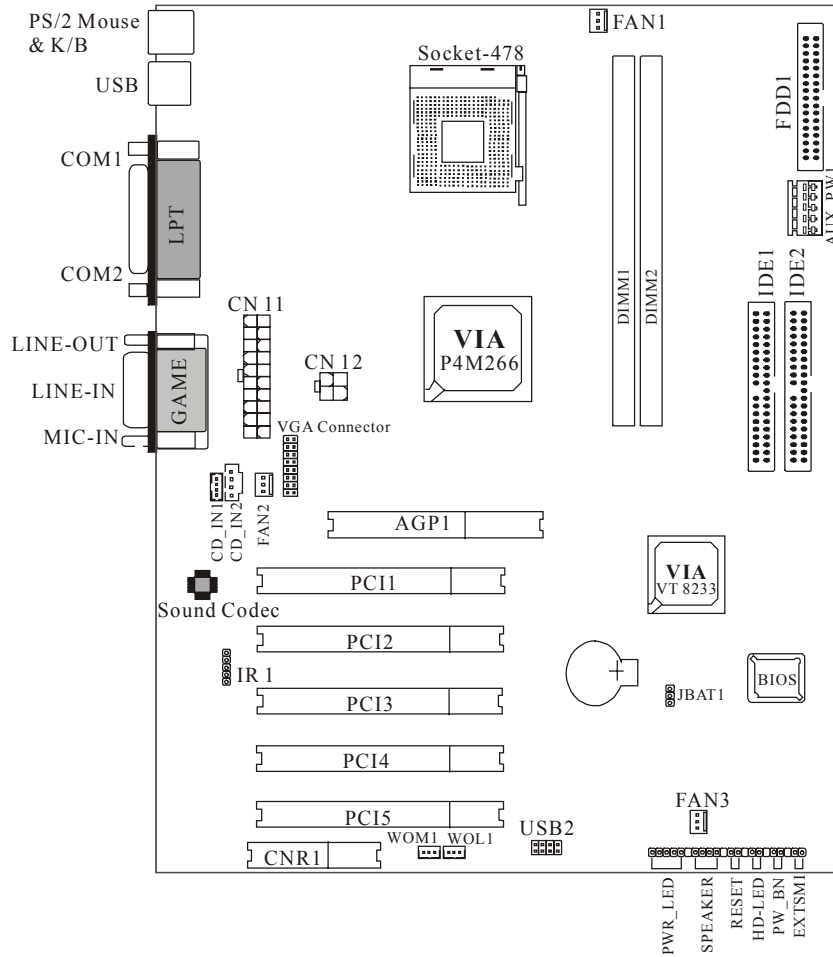 PS/2 Mouse
& K/B
FAN1
Socket-478
USB
FDD1
COM1
LPT
AUX_PW1
COM2
IDE1
IDE2
CN 11
DIMM1
DIMM2
VIA
P4M266
LINE-OUT
CN 12
GAME
LINE-IN
VGA Connector
MIC-IN
CD_IN1
CD_IN2
FAN2
AGP1
VIA
VT 8233
PCI1
Sound Codec
PCI2
IR 1
BIOS
JBAT1
PCI3
PCI4
FAN3
PCI5
USB2
WOM1
WOL1
CNR1
PWR_LED
SPEAKER
RESET
HD-LED
PW_BN
EXTSMI